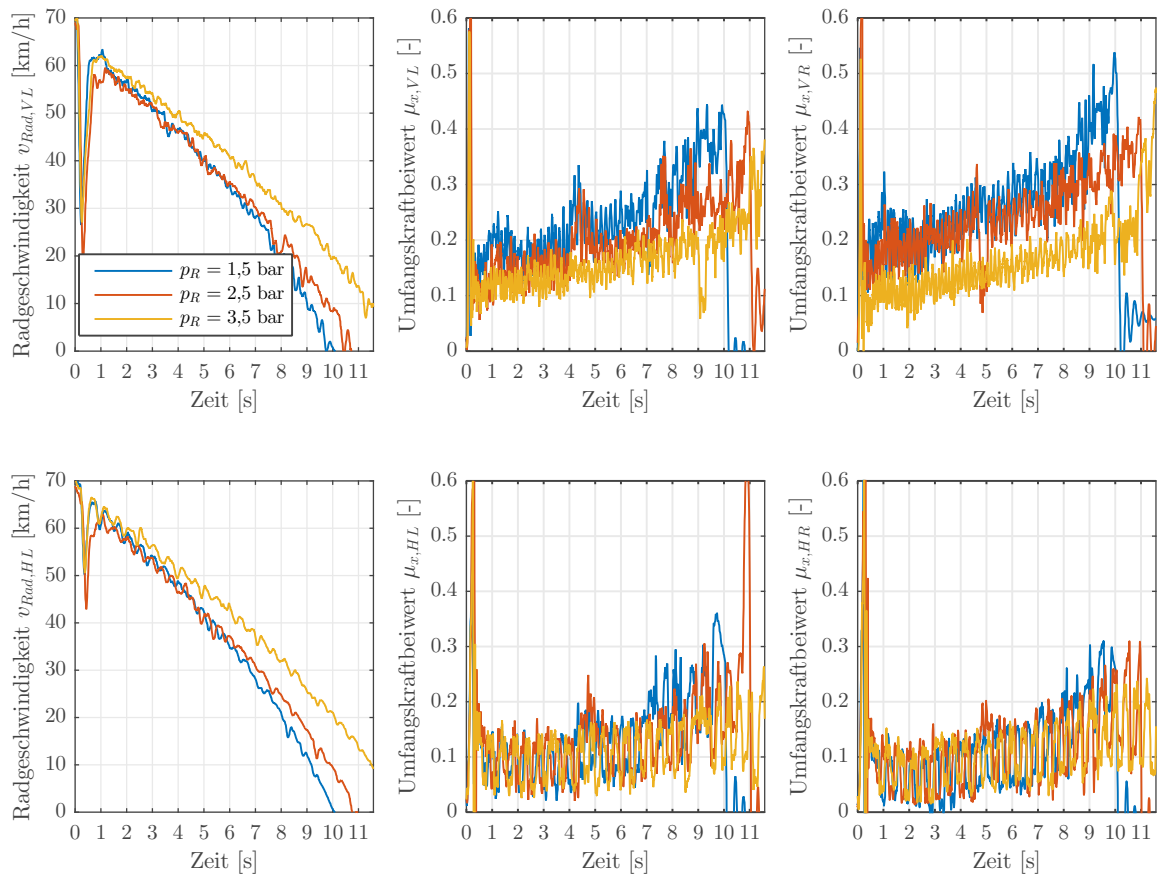 Radgeschwindigkeit v_{Rad,VL} [km/h]
70
60
50
40
30
20
10
0
p_R = 1,5 bar
p_R = 2,5 bar
p_R = 3,5 bar
0 1 2 3 4 5 6 7 8 9 10 11
Zeit [s]
Umfangskraftbeiwert μ_{x,VL} [-]
0.6
0.5
0.4
0.3
0.2
0.1
0
0 1 2 3 4 5 6 7 8 9 10 11
Zeit [s]
Umfangskraftbeiwert μ_{x,VR} [-]
0.6
0.5
0.4
0.3
0.2
0.1
0
0 1 2 3 4 5 6 7 8 9 10 11
Zeit [s]
Radgeschwindigkeit v_{Rad,HL} [km/h]
70
60
50
40
30
20
10
0
0 1 2 3 4 5 6 7 8 9 10 11
Zeit [s]
Umfangskraftbeiwert μ_{x,HL} [-]
0.6
0.5
0.4
0.3
0.2
0.1
0
0 1 2 3 4 5 6 7 8 9 10 11
Zeit [s]
Umfangskraftbeiwert μ_{x,HR} [-]
0.6
0.5
0.4
0.3
0.2
0.1
0
0 1 2 3 4 5 6 7 8 9 10 11
Zeit [s]